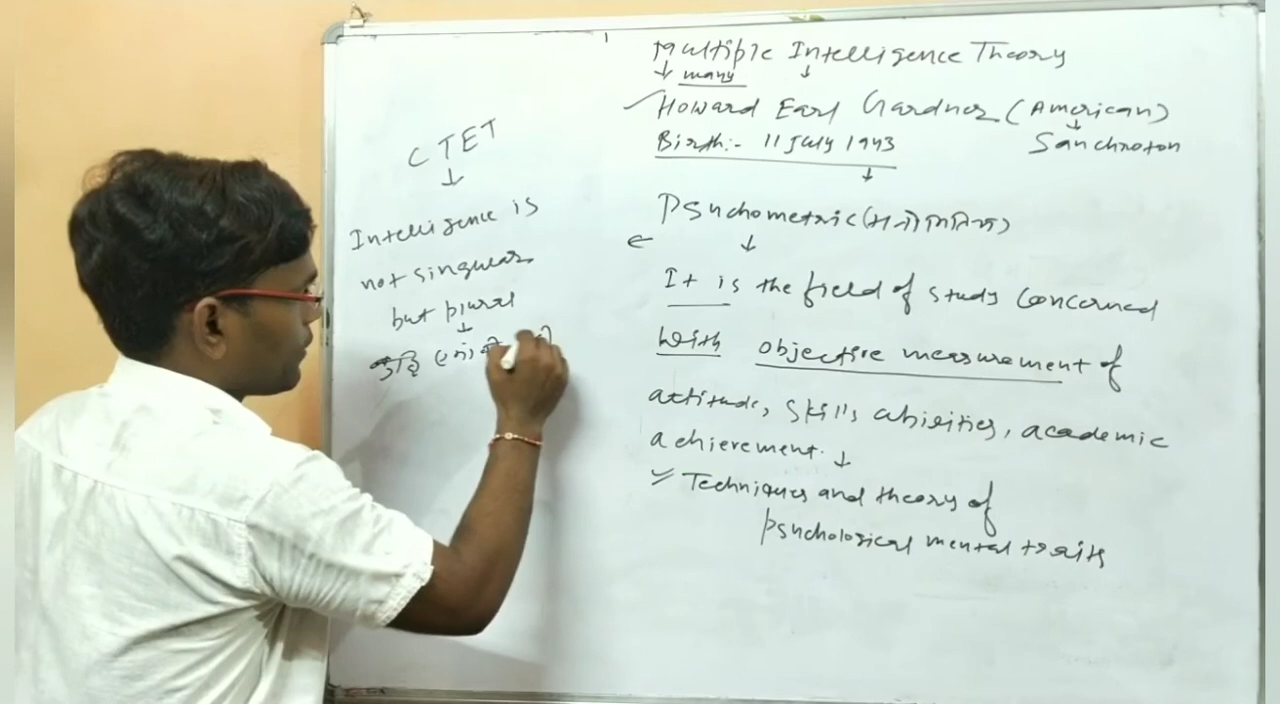 Multiple Intelligence Theory
many
Howard Earl Gardner (American)
Birth:- 11 July 1943
Sanchroton
Psychometric (मनोमितिक)
It is the field of study Concerned
With objective measurement of
attitude, Skills abilities, academic
achievement.
Techniques and theory of
psychological mental traits
CTET
Intelligence is
not singular
but plural
बुद्धि